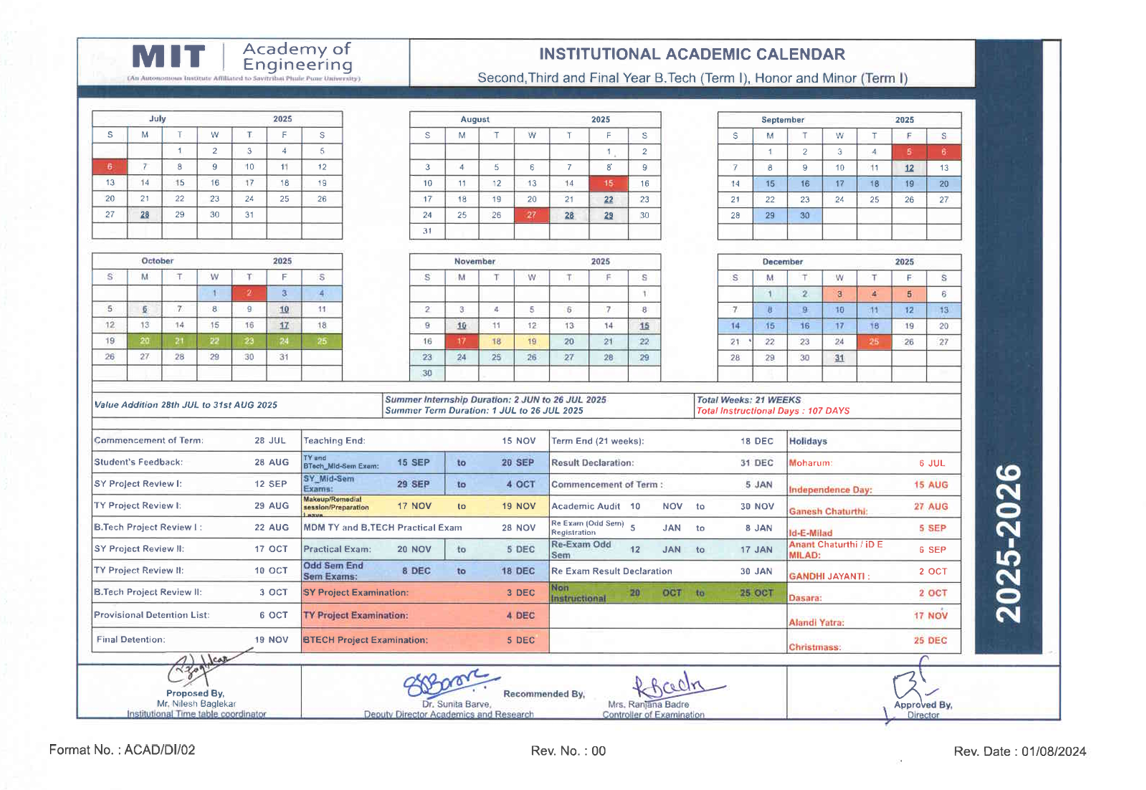 MIT Academy of Engineering
(An Autonomous Institute Affiliated to Savitribai Phule Pune University)
INSTITUTIONAL ACADEMIC CALENDAR
Second,Third and Final Year B.Tech (Term I), Honor and Minor (Term I)
2025-2026
July 2025
S M T W T F S
1 2 3 4 5
6 7 8 9 10 11 12
13 14 15 16 17 18 19
20 21 22 23 24 25 26
27 28 29 30 31
August 2025
S M T W T F S
1 2
3 4 5 6 7 8 9
10 11 12 13 14 15 16
17 18 19 20 21 22 23
24 25 26 27 28 29 30
31
September 2025
S M T W T F S
1 2 3 4 5 6
7 8 9 10 11 12 13
14 15 16 17 18 19 20
21 22 23 24 25 26 27
28 29 30
October 2025
S M T W T F S
1 2 3 4
5 6 7 8 9 10 11
12 13 14 15 16 17 18
19 20 21 22 23 24 25
26 27 28 29 30 31
November 2025
S M T W T F S
1
2 3 4 5 6 7 8
9 10 11 12 13 14 15
16 17 18 19 20 21 22
23 24 25 26 27 28 29
30
December 2025
S M T W T F S
1 2 3 4 5 6
7 8 9 10 11 12 13
14 15 16 17 18 19 20
21 22 23 24 25 26 27
28 29 30 31
Value Addition 28th JUL to 31st AUG 2025
Summer Internship Duration: 2 JUN to 26 JUL 2025
Summer Term Duration: 1 JUL to 26 JUL 2025
Total Weeks: 21 WEEKS
Total Instructional Days : 107 DAYS
Commencement of Term: 28 JUL
Student's Feedback: 28 AUG
SY Project Review I: 12 SEP
TY Project Review I: 29 AUG
B.Tech Project Review I : 22 AUG
SY Project Review II: 17 OCT
TY Project Review II: 10 OCT
B.Tech Project Review II: 3 OCT
Provisional Detention List: 6 OCT
Final Detention: 19 NOV
Teaching End: 15 NOV
TY and BTech_Mid-Sem Exam: 15 SEP to 20 SEP
SY_Mid-Sem Exams: 29 SEP to 4 OCT
Makeup/Remedial session/Preparation Leave 17 NOV to 19 NOV
MDM TY and B.TECH Practical Exam 28 NOV
Practical Exam: 20 NOV to 5 DEC
Odd Sem End Sem Exams: 8 DEC to 18 DEC
SY Project Examination: 3 DEC
TY Project Examination: 4 DEC
BTECH Project Examination: 5 DEC
Term End (21 weeks): 18 DEC
Result Declaration: 31 DEC
Commencement of Term : 5 JAN
Academic Audit 10 NOV to 30 NOV
Re Exam (Odd Sem) Registration 5 JAN to 8 JAN
Re-Exam Odd Sem 12 JAN to 17 JAN
Re Exam Result Declaration 30 JAN
Non Instructional 20 OCT to 25 OCT
Holidays
Moharum: 6 JUL
Independence Day: 15 AUG
Ganesh Chaturthi: 27 AUG
Id-E-Milad 5 SEP
Anant Chaturthi / iD E MILAD: 6 SEP
GANDHI JAYANTI : 2 OCT
Dasara: 2 OCT
Alandi Yatra: 17 NOV
Christmass: 25 DEC
Proposed By,
Mr. Nilesh Baglekar
Institutional Time table coordinator
Recommended By,
Dr. Sunita Barve,
Deputy Director Academics and Research
Mrs. Ranjana Badre
Controller of Examination
Approved By,
Director
Format No. : ACAD/DI/02
Rev. No. : 00
Rev. Date : 01/08/2024